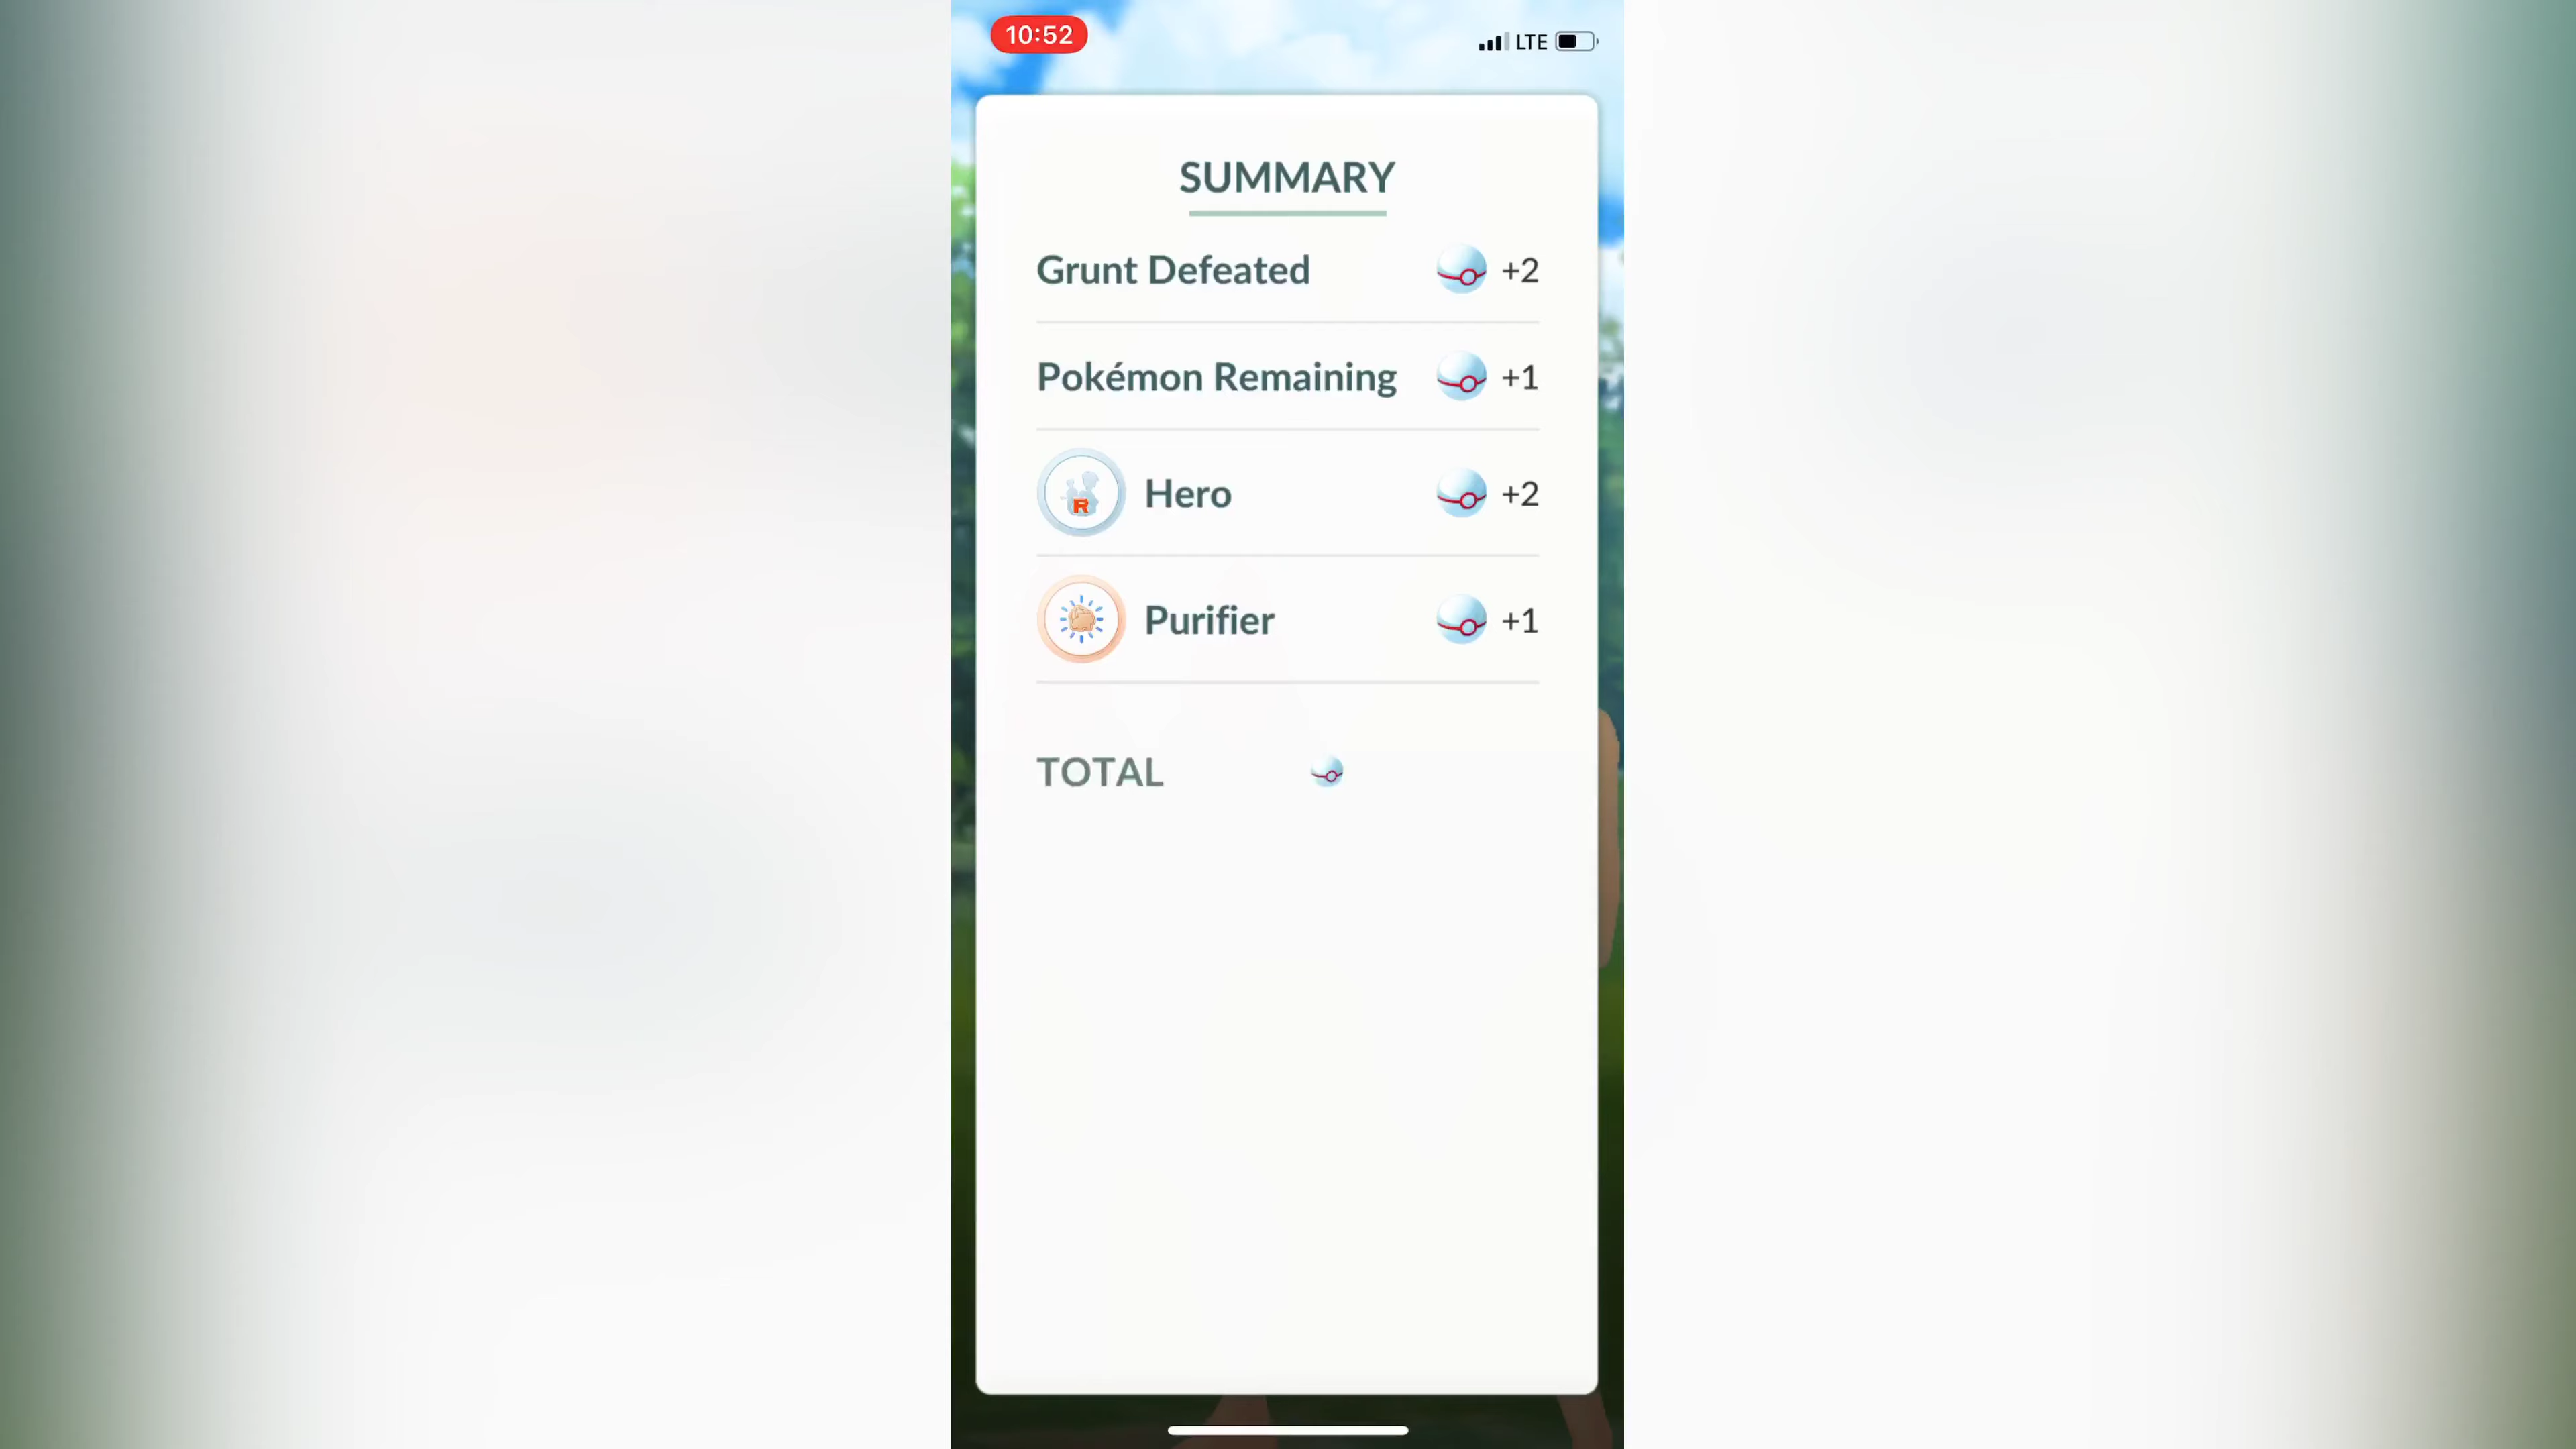 10:52
LTE
SUMMARY
Grunt Defeated +2
Pokémon Remaining +1
R
Hero +2
Purifier +1
TOTAL